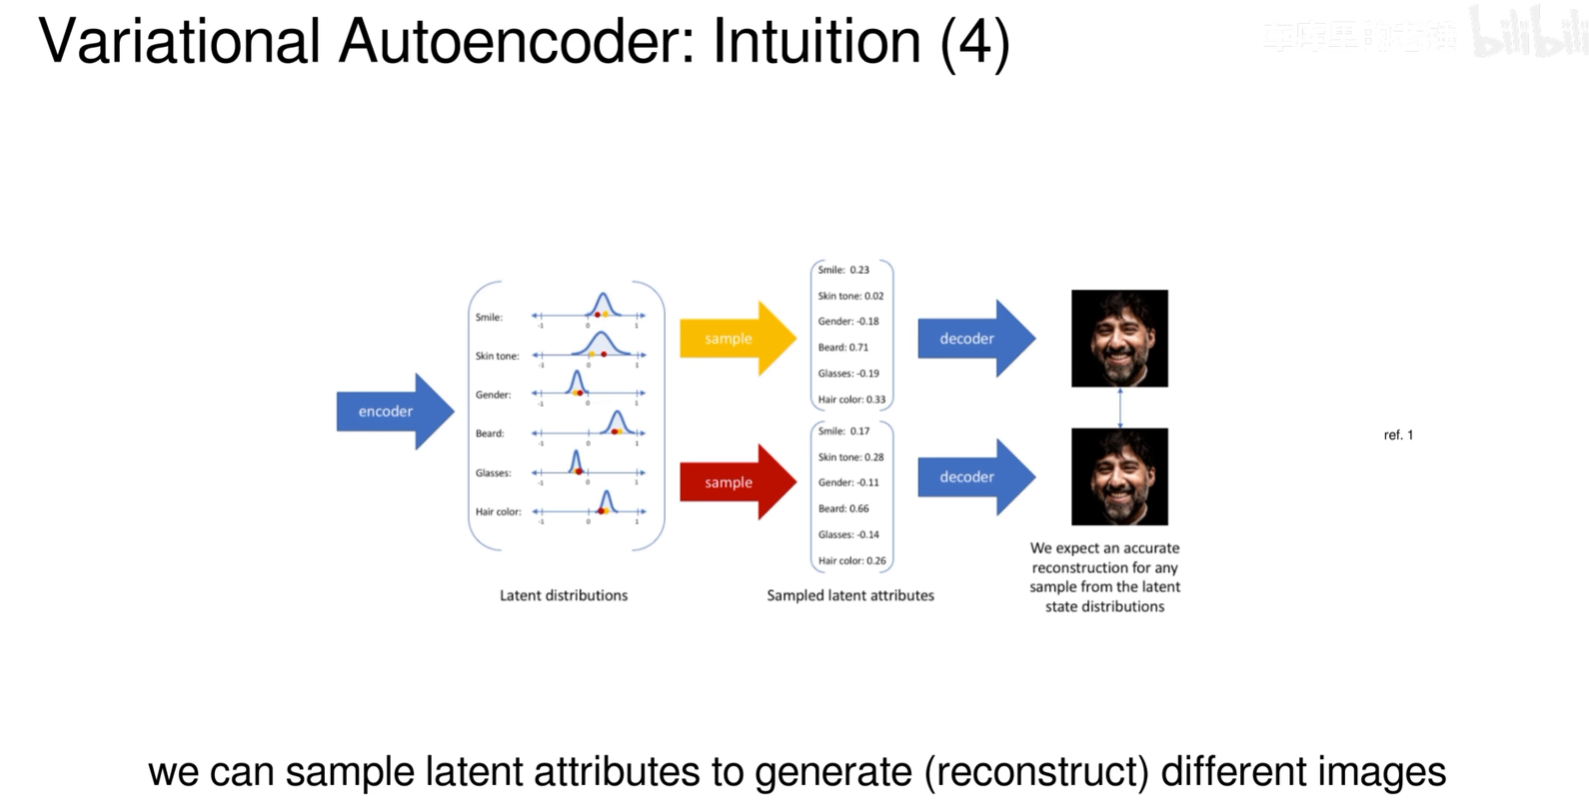 Variational Autoencoder: Intuition (4)
bilibili
encoder
Smile:
-1 0 1
Skin tone:
-1 0 1
Gender:
-1 0 1
Beard:
-1 0 1
Glasses:
-1 0 1
Hair color:
-1 0 1
Latent distributions
sample
sample
Smile: 0.23
Skin tone: 0.02
Gender: -0.18
Beard: 0.71
Glasses: -0.19
Hair color: 0.33
Smile: 0.17
Skin tone: 0.28
Gender: -0.11
Beard: 0.66
Glasses: -0.14
Hair color: 0.26
Sampled latent attributes
decoder
decoder
We expect an accurate
reconstruction for any
sample from the latent
state distributions
ref. 1
we can sample latent attributes to generate (reconstruct) different images